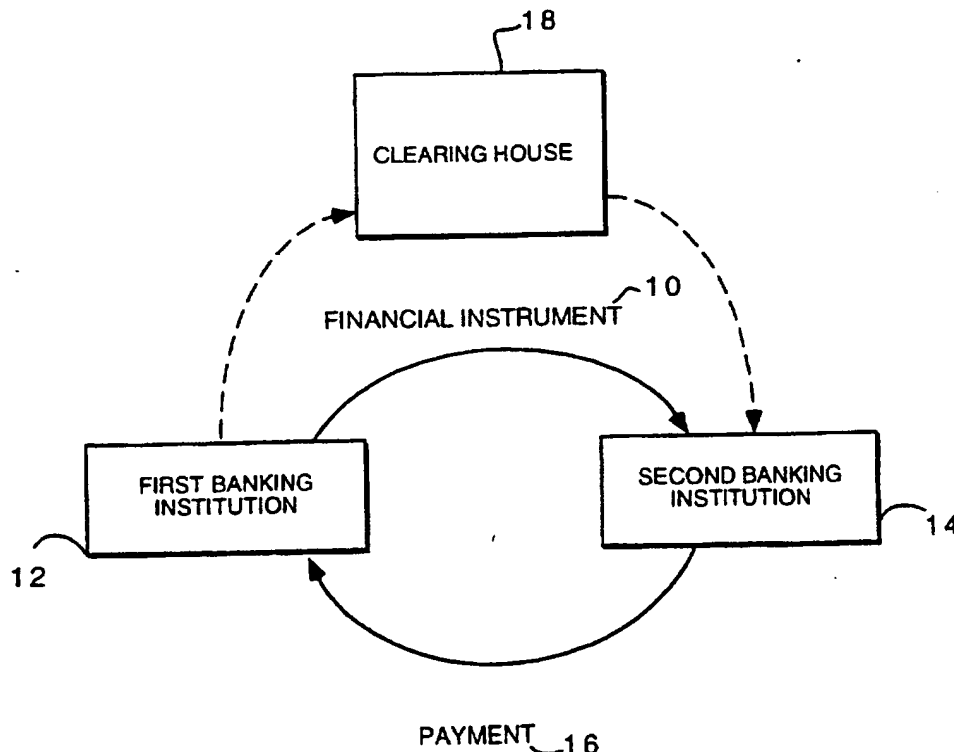 18
CLEARING HOUSE
10
FINANCIAL INSTRUMENT
FIRST BANKING
INSTITUTION
SECOND BANKING
INSTITUTION
14
12
PAYMENT
16